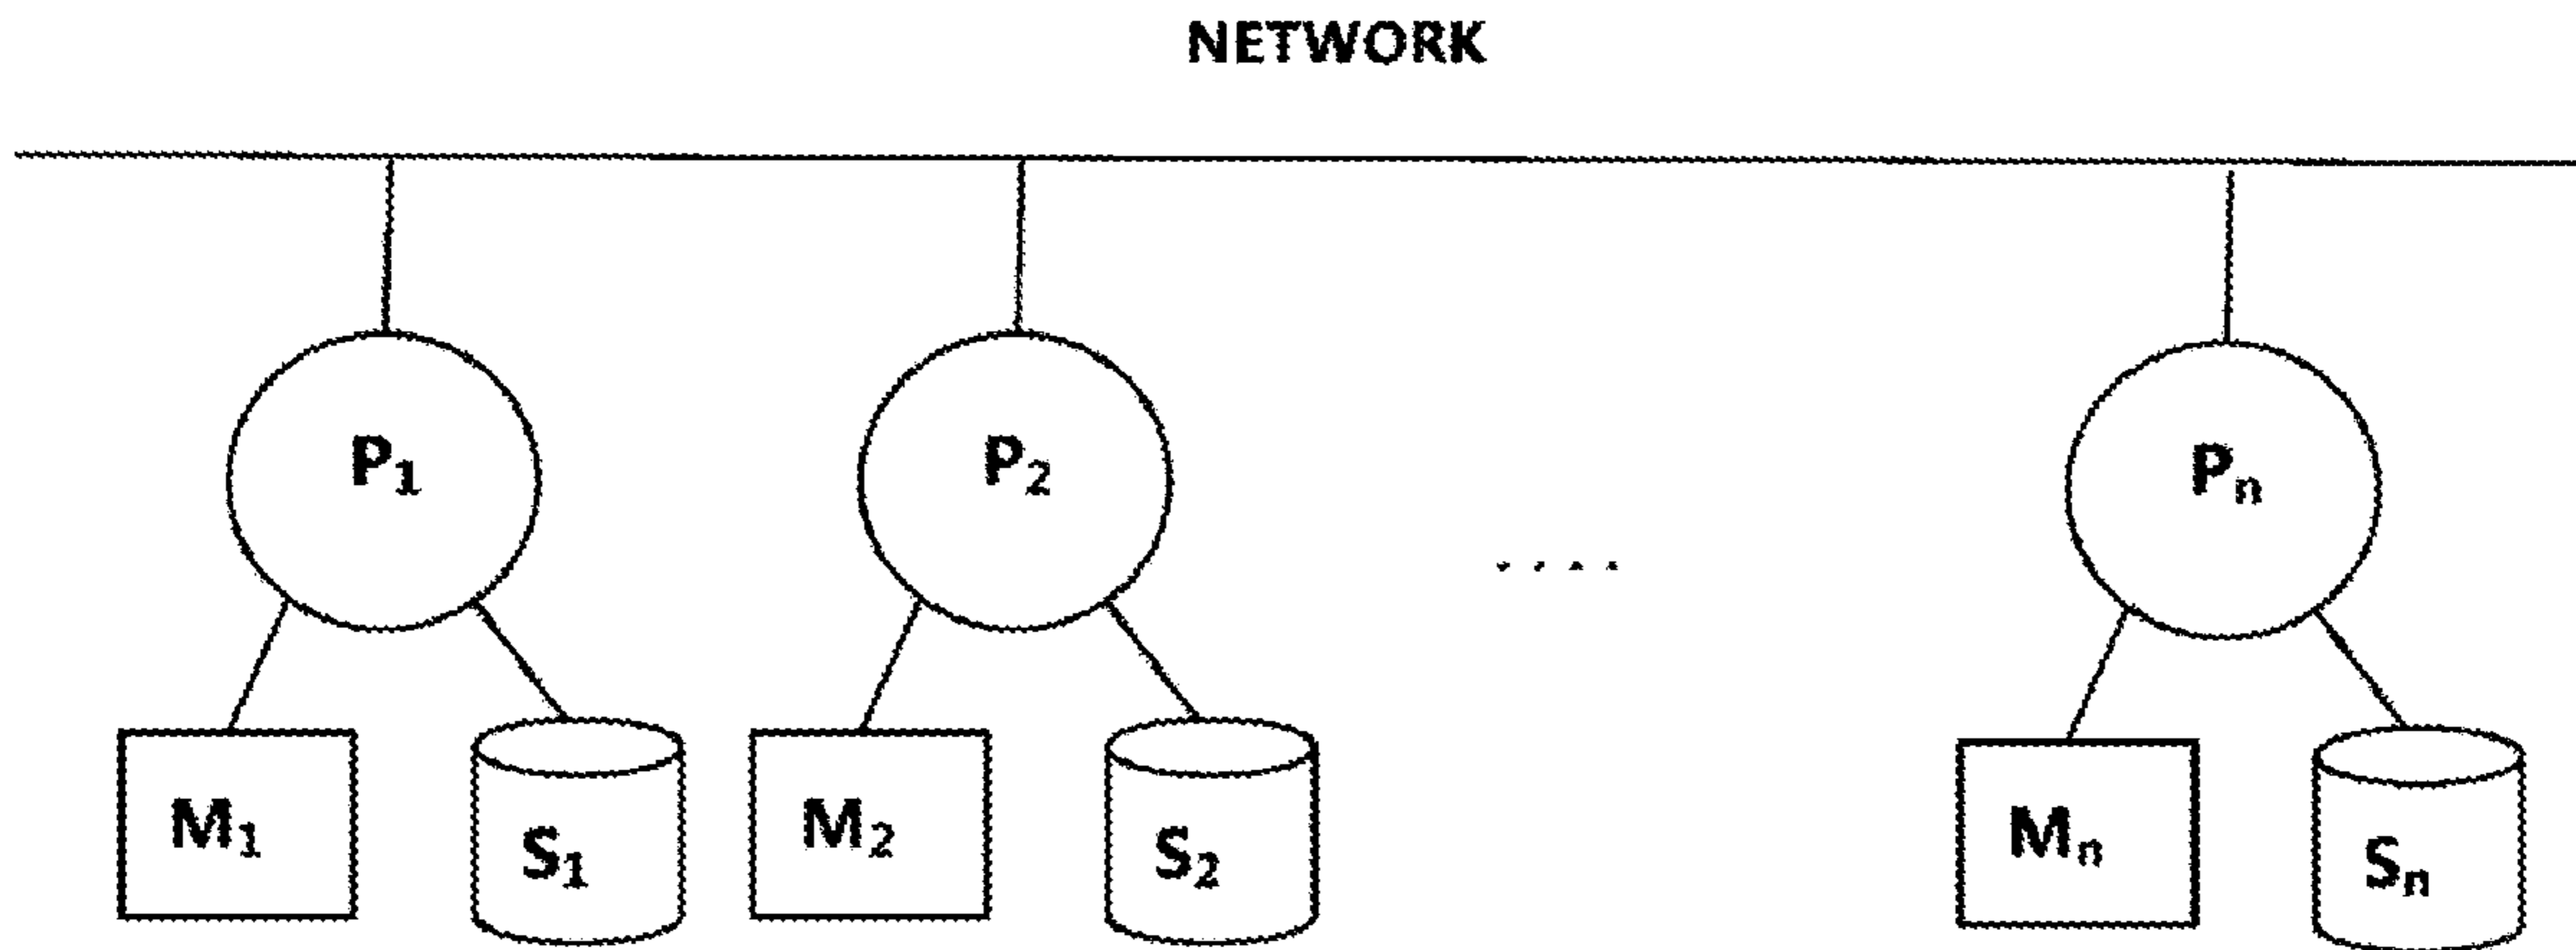 NETWORK
P₁ P₂ .... Pₙ
M₁ S₁ M₂ S₂ Mₙ Sₙ